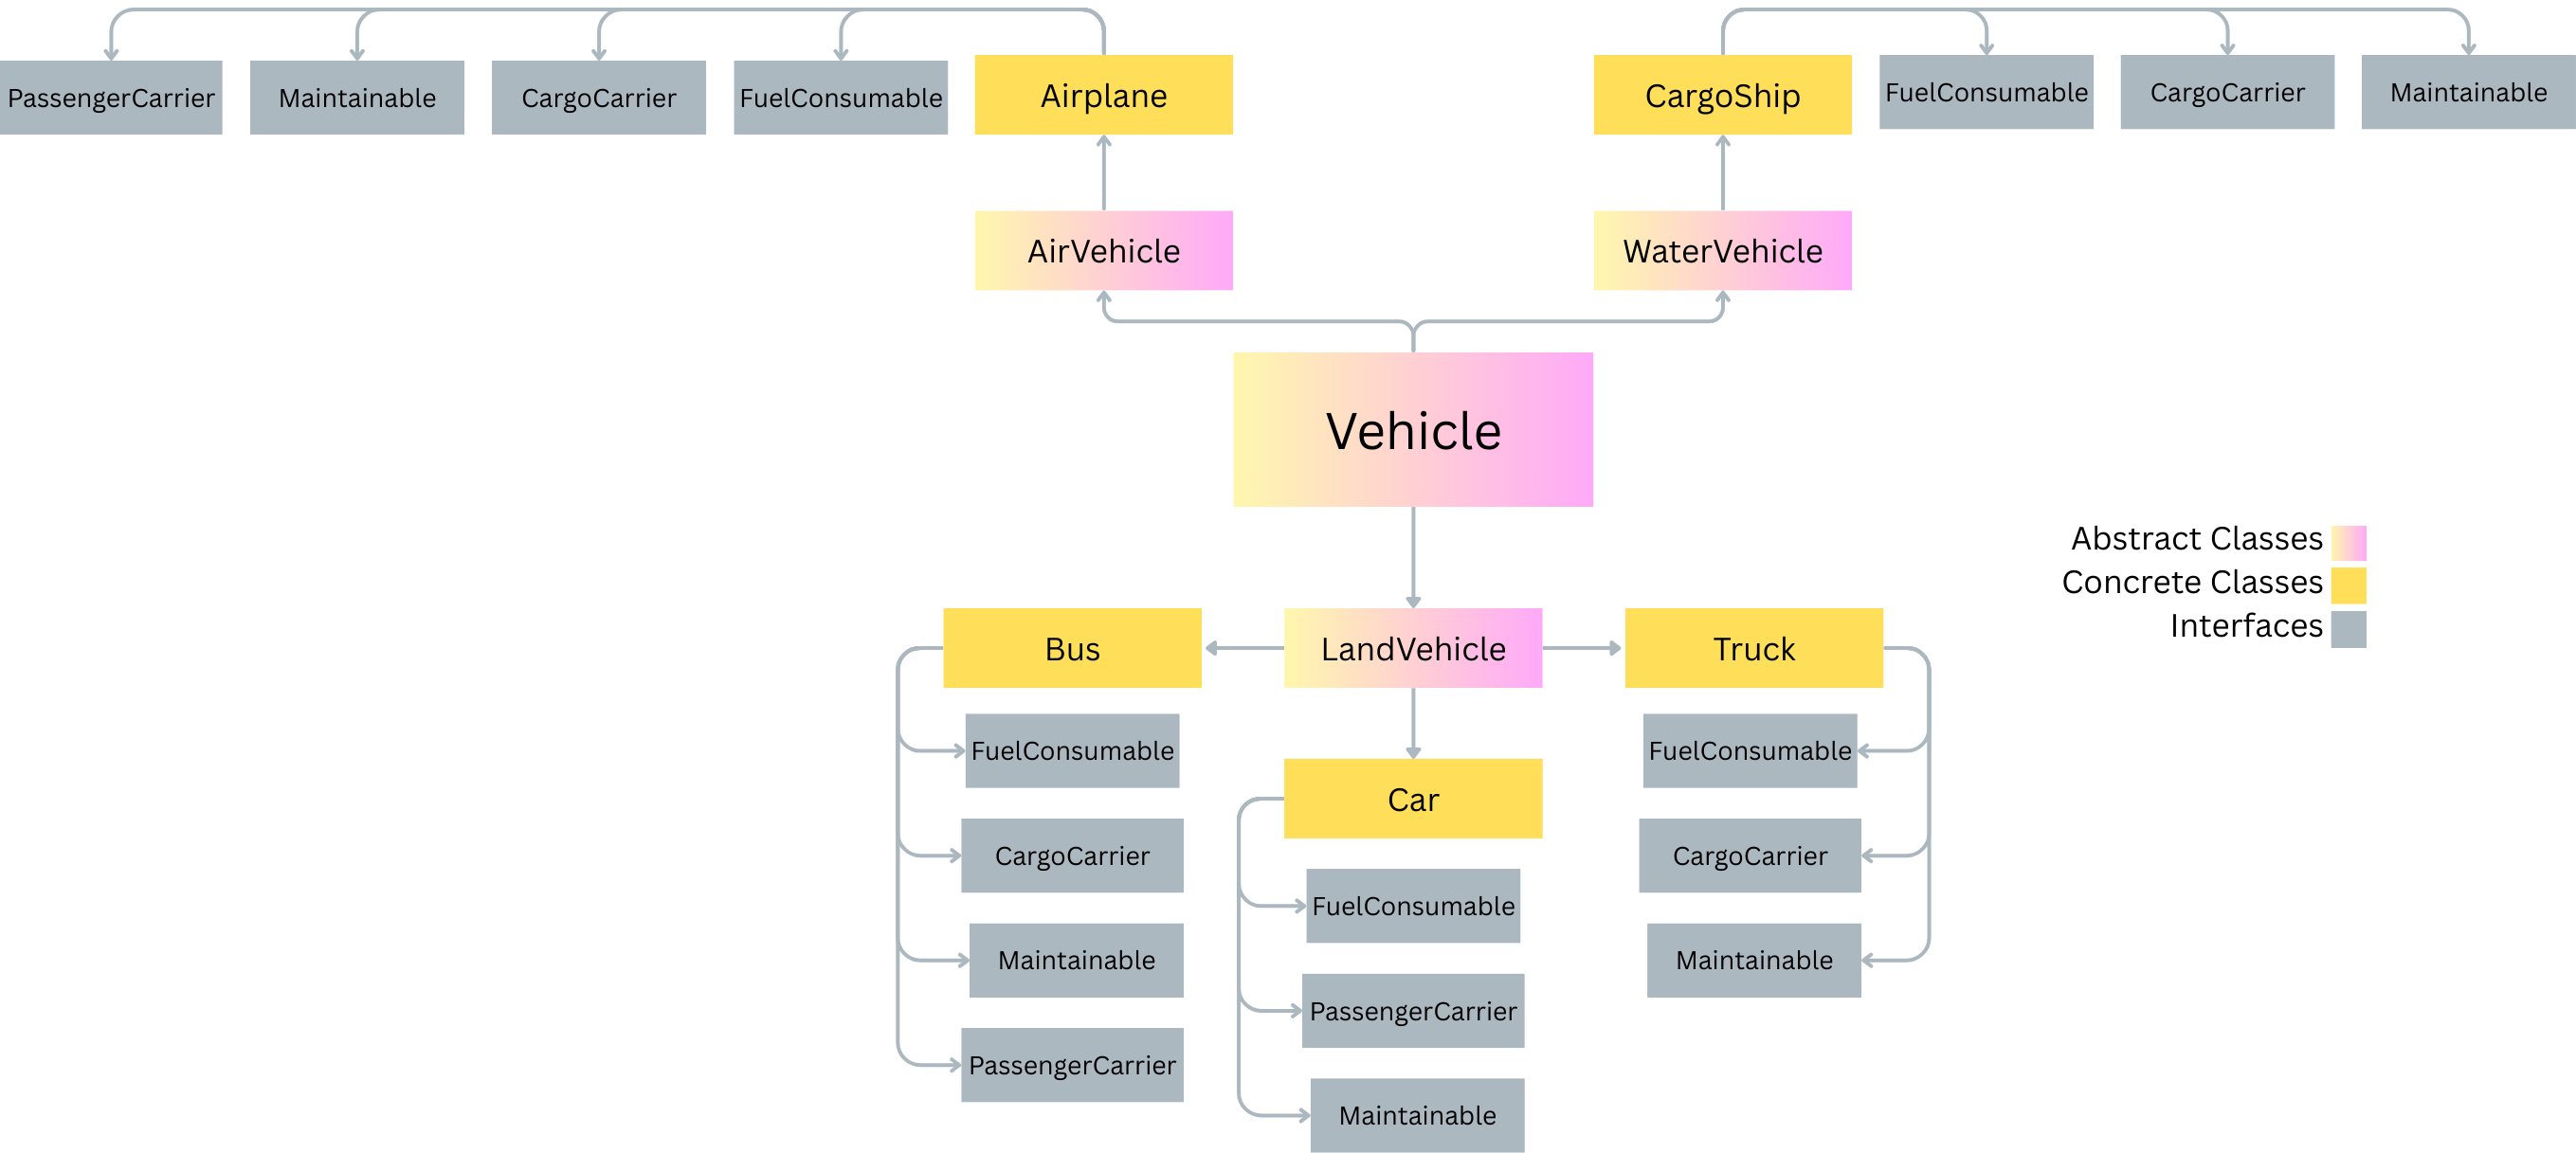 PassengerCarrier
Maintainable
CargoCarrier
FuelConsumable
Airplane
CargoShip
FuelConsumable
CargoCarrier
Maintainable
AirVehicle
WaterVehicle
Vehicle
Abstract Classes
Concrete Classes
Interfaces
Bus
LandVehicle
Truck
FuelConsumable
CargoCarrier
Maintainable
PassengerCarrier
Car
FuelConsumable
PassengerCarrier
Maintainable
FuelConsumable
CargoCarrier
Maintainable